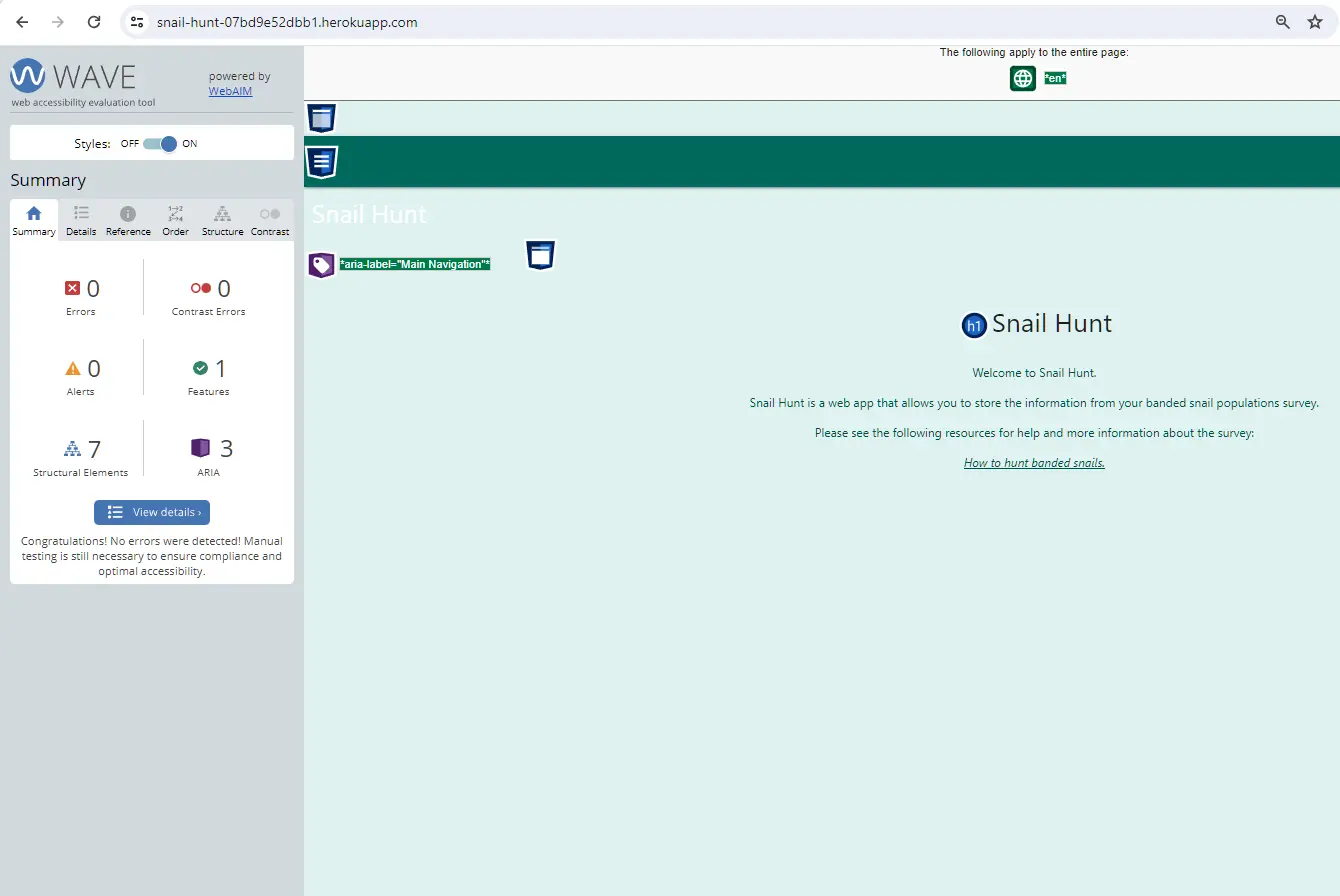 snail-hunt-07bd9e52dbb1.herokuapp.com
WAVE
web accessibility evaluation tool
powered by
WebAIM
Styles: OFF ON
Summary
Summary Details Reference Order Structure Contrast
0 0
Errors Contrast Errors
0 1
Alerts Features
7 3
Structural Elements ARIA
View details ›
Congratulations! No errors were detected! Manual
testing is still necessary to ensure compliance and
optimal accessibility.
The following apply to the entire page:
*en*
Snail Hunt
*aria-label="Main Navigation"*
h1 Snail Hunt
Welcome to Snail Hunt.
Snail Hunt is a web app that allows you to store the information from your banded snail populations survey.
Please see the following resources for help and more information about the survey:
How to hunt banded snails.